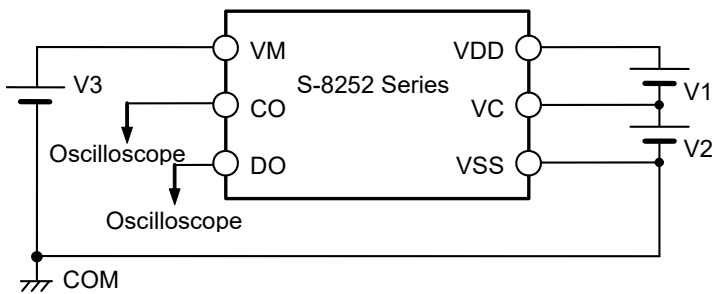 VM
VDD
S-8252 Series
V3
V1
CO
VC
Oscilloscope
V2
DO
VSS
Oscilloscope
COM